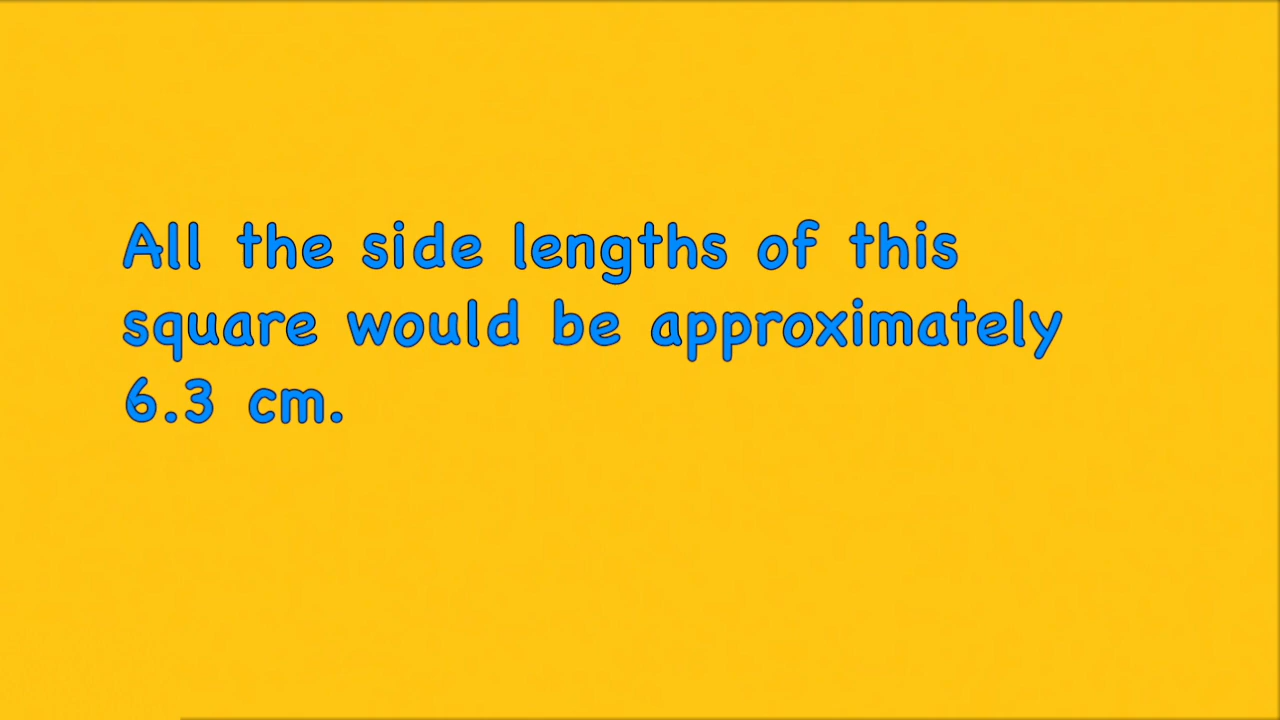 All the side lengths of this
square would be approximately
6.3 cm.